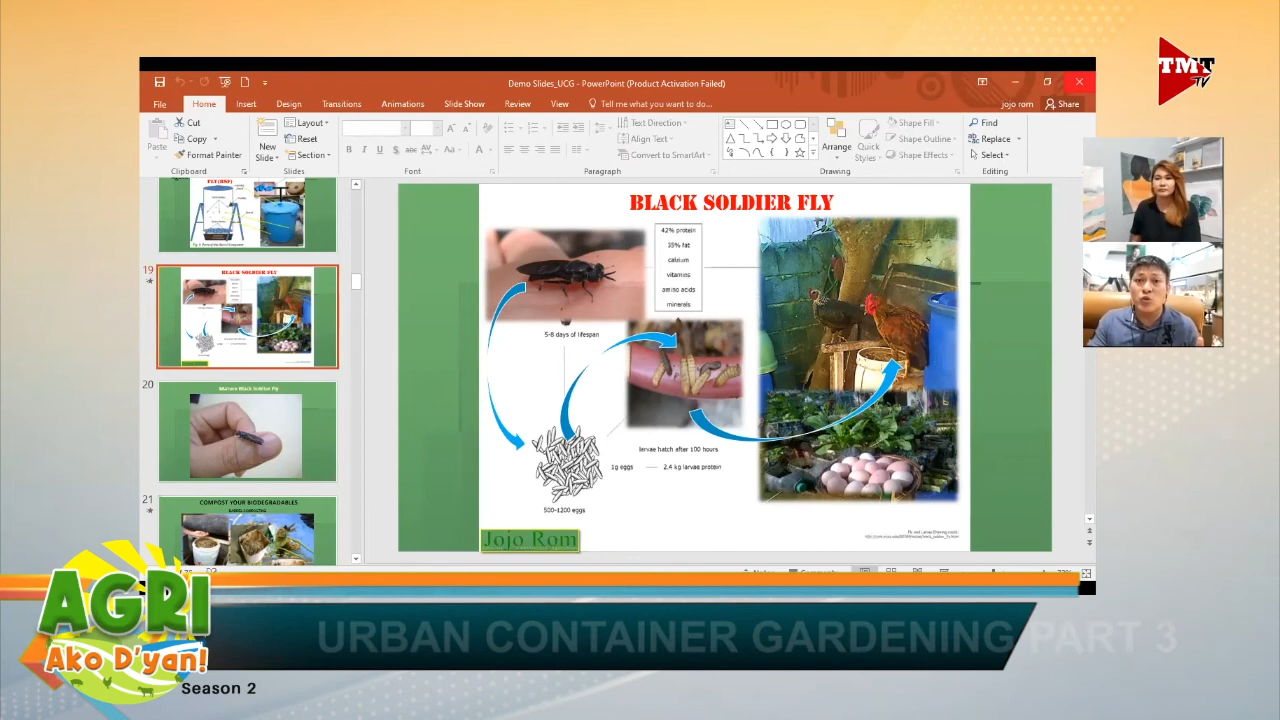 TMT
TV
Demo Slides_UCG - PowerPoint (Product Activation Failed)
File
Home
Insert
Design
Transitions
Animations
Slide Show
Review
View
Tell me what you want to do...
jojo rom
Share
Paste
Cut
Copy
Format Painter
Clipboard
New
Slide
Layout
Reset
Section
Slides
Font
Text Direction
Align Text
Convert to SmartArt
Paragraph
Arrange
Quick
Styles
Shape Fill
Shape Outline
Shape Effects
Drawing
Find
Replace
Select
Editing
FLY (BSF)
19
BLACK SOLDIER FLY
20
Mature Black Soldier Fly
21
COMPOST YOUR BIODEGRADABLES
BLACK SOLDIER FLY
42% protein
35% fat
calcium
vitamins
amino acids
minerals
5-8 days of lifespan
larvae hatch after 100 hours
1g eggs
2.4 kg larvae protein
500-1200 eggs
Jojo Rom
AGRI
Ako D'yan!
Season 2
URBAN CONTAINER GARDENING PART 3